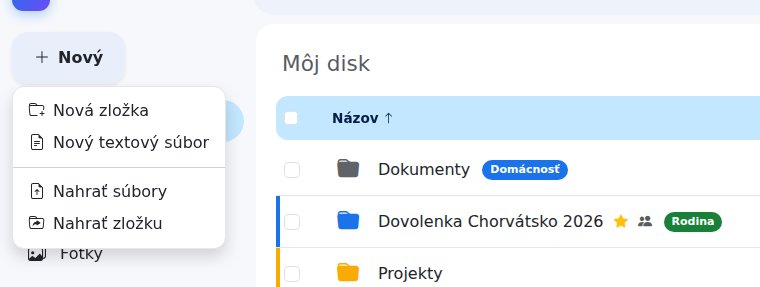 Nový
Nová zložka
Nový textový súbor
Nahrať súbory
Nahrať zložku
Fotky
Môj disk
Názov ↑
Dokumenty Domácnosť
Dovolenka Chorvátsko 2026 Rodina
Projekty